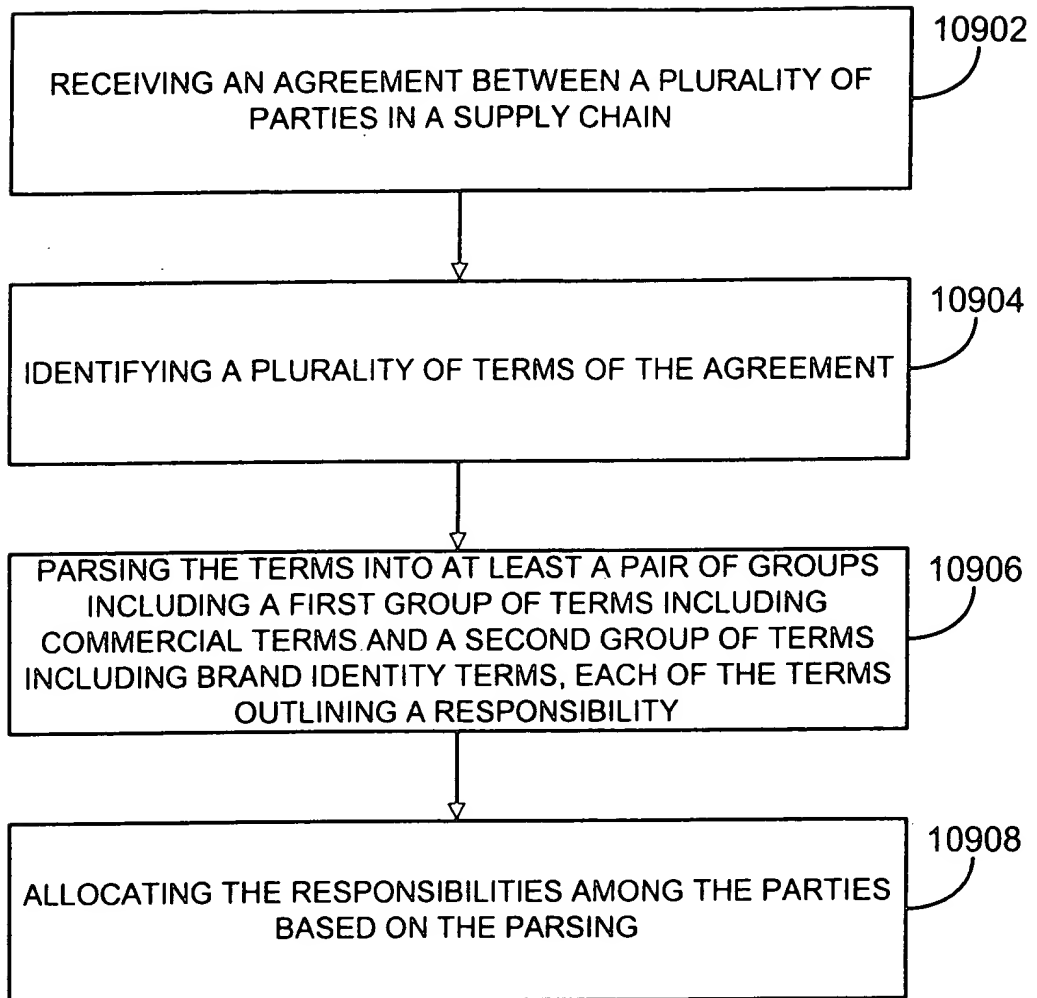 10902
RECEIVING AN AGREEMENT BETWEEN A PLURALITY OF
PARTIES IN A SUPPLY CHAIN
10904
IDENTIFYING A PLURALITY OF TERMS OF THE AGREEMENT
10906
PARSING THE TERMS INTO AT LEAST A PAIR OF GROUPS
INCLUDING A FIRST GROUP OF TERMS INCLUDING
COMMERCIAL TERMS AND A SECOND GROUP OF TERMS
INCLUDING BRAND IDENTITY TERMS, EACH OF THE TERMS
OUTLINING A RESPONSIBILITY
10908
ALLOCATING THE RESPONSIBILITIES AMONG THE PARTIES
BASED ON THE PARSING